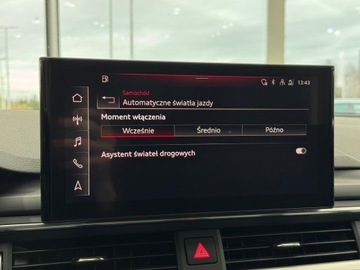 13:43
Samochód
Automatyczne światła jazdy
Moment włączenia
Wcześnie Średnio Późno
Asystent świateł drogowych